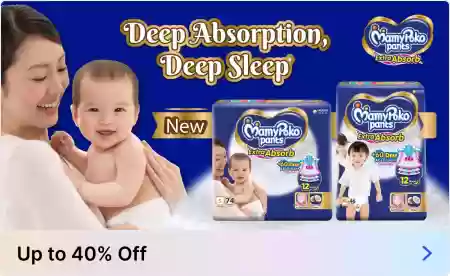 Deep Absorption,
Deep Sleep
MamyPoko
pants
Extra Absorb
New
MamyPoko
pants
Extra Absorb
12
74
MamyPoko
pants
Extra Absorb
12
Up to 40% Off